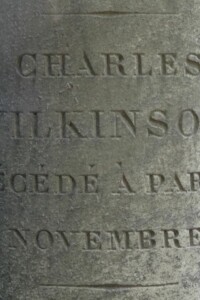 CHARLES
ILKINSO
ÉCÉDÉ À PAR
NOVEMBRE